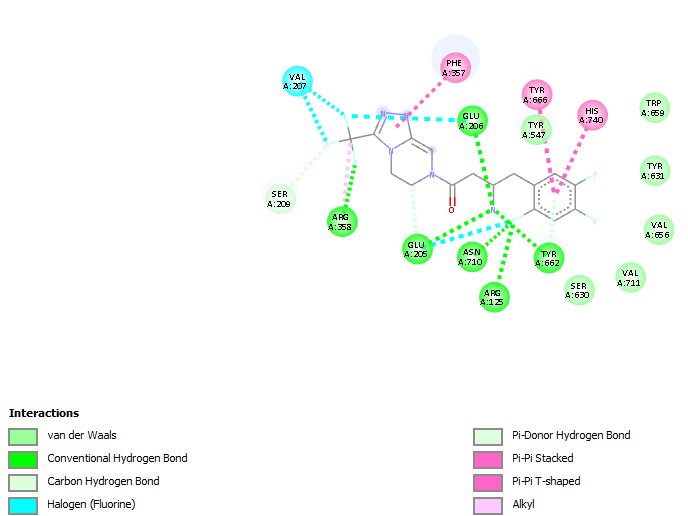 PHE
A:357
VAL
A:207
TYR
A:666
HIS
A:740
TRP
A:659
GLU
A:206
TYR
A:547
TYR
A:631
SER
A:209
ARG
A:358
N
N
N
N
O
N
GLU
A:205
ASN
A:710
TYR
A:662
VAL
A:656
ARG
A:125
SER
A:630
VAL
A:711
Interactions
van der Waals
Conventional Hydrogen Bond
Carbon Hydrogen Bond
Halogen (Fluorine)
Pi-Donor Hydrogen Bond
Pi-Pi Stacked
Pi-Pi T-shaped
Alkyl